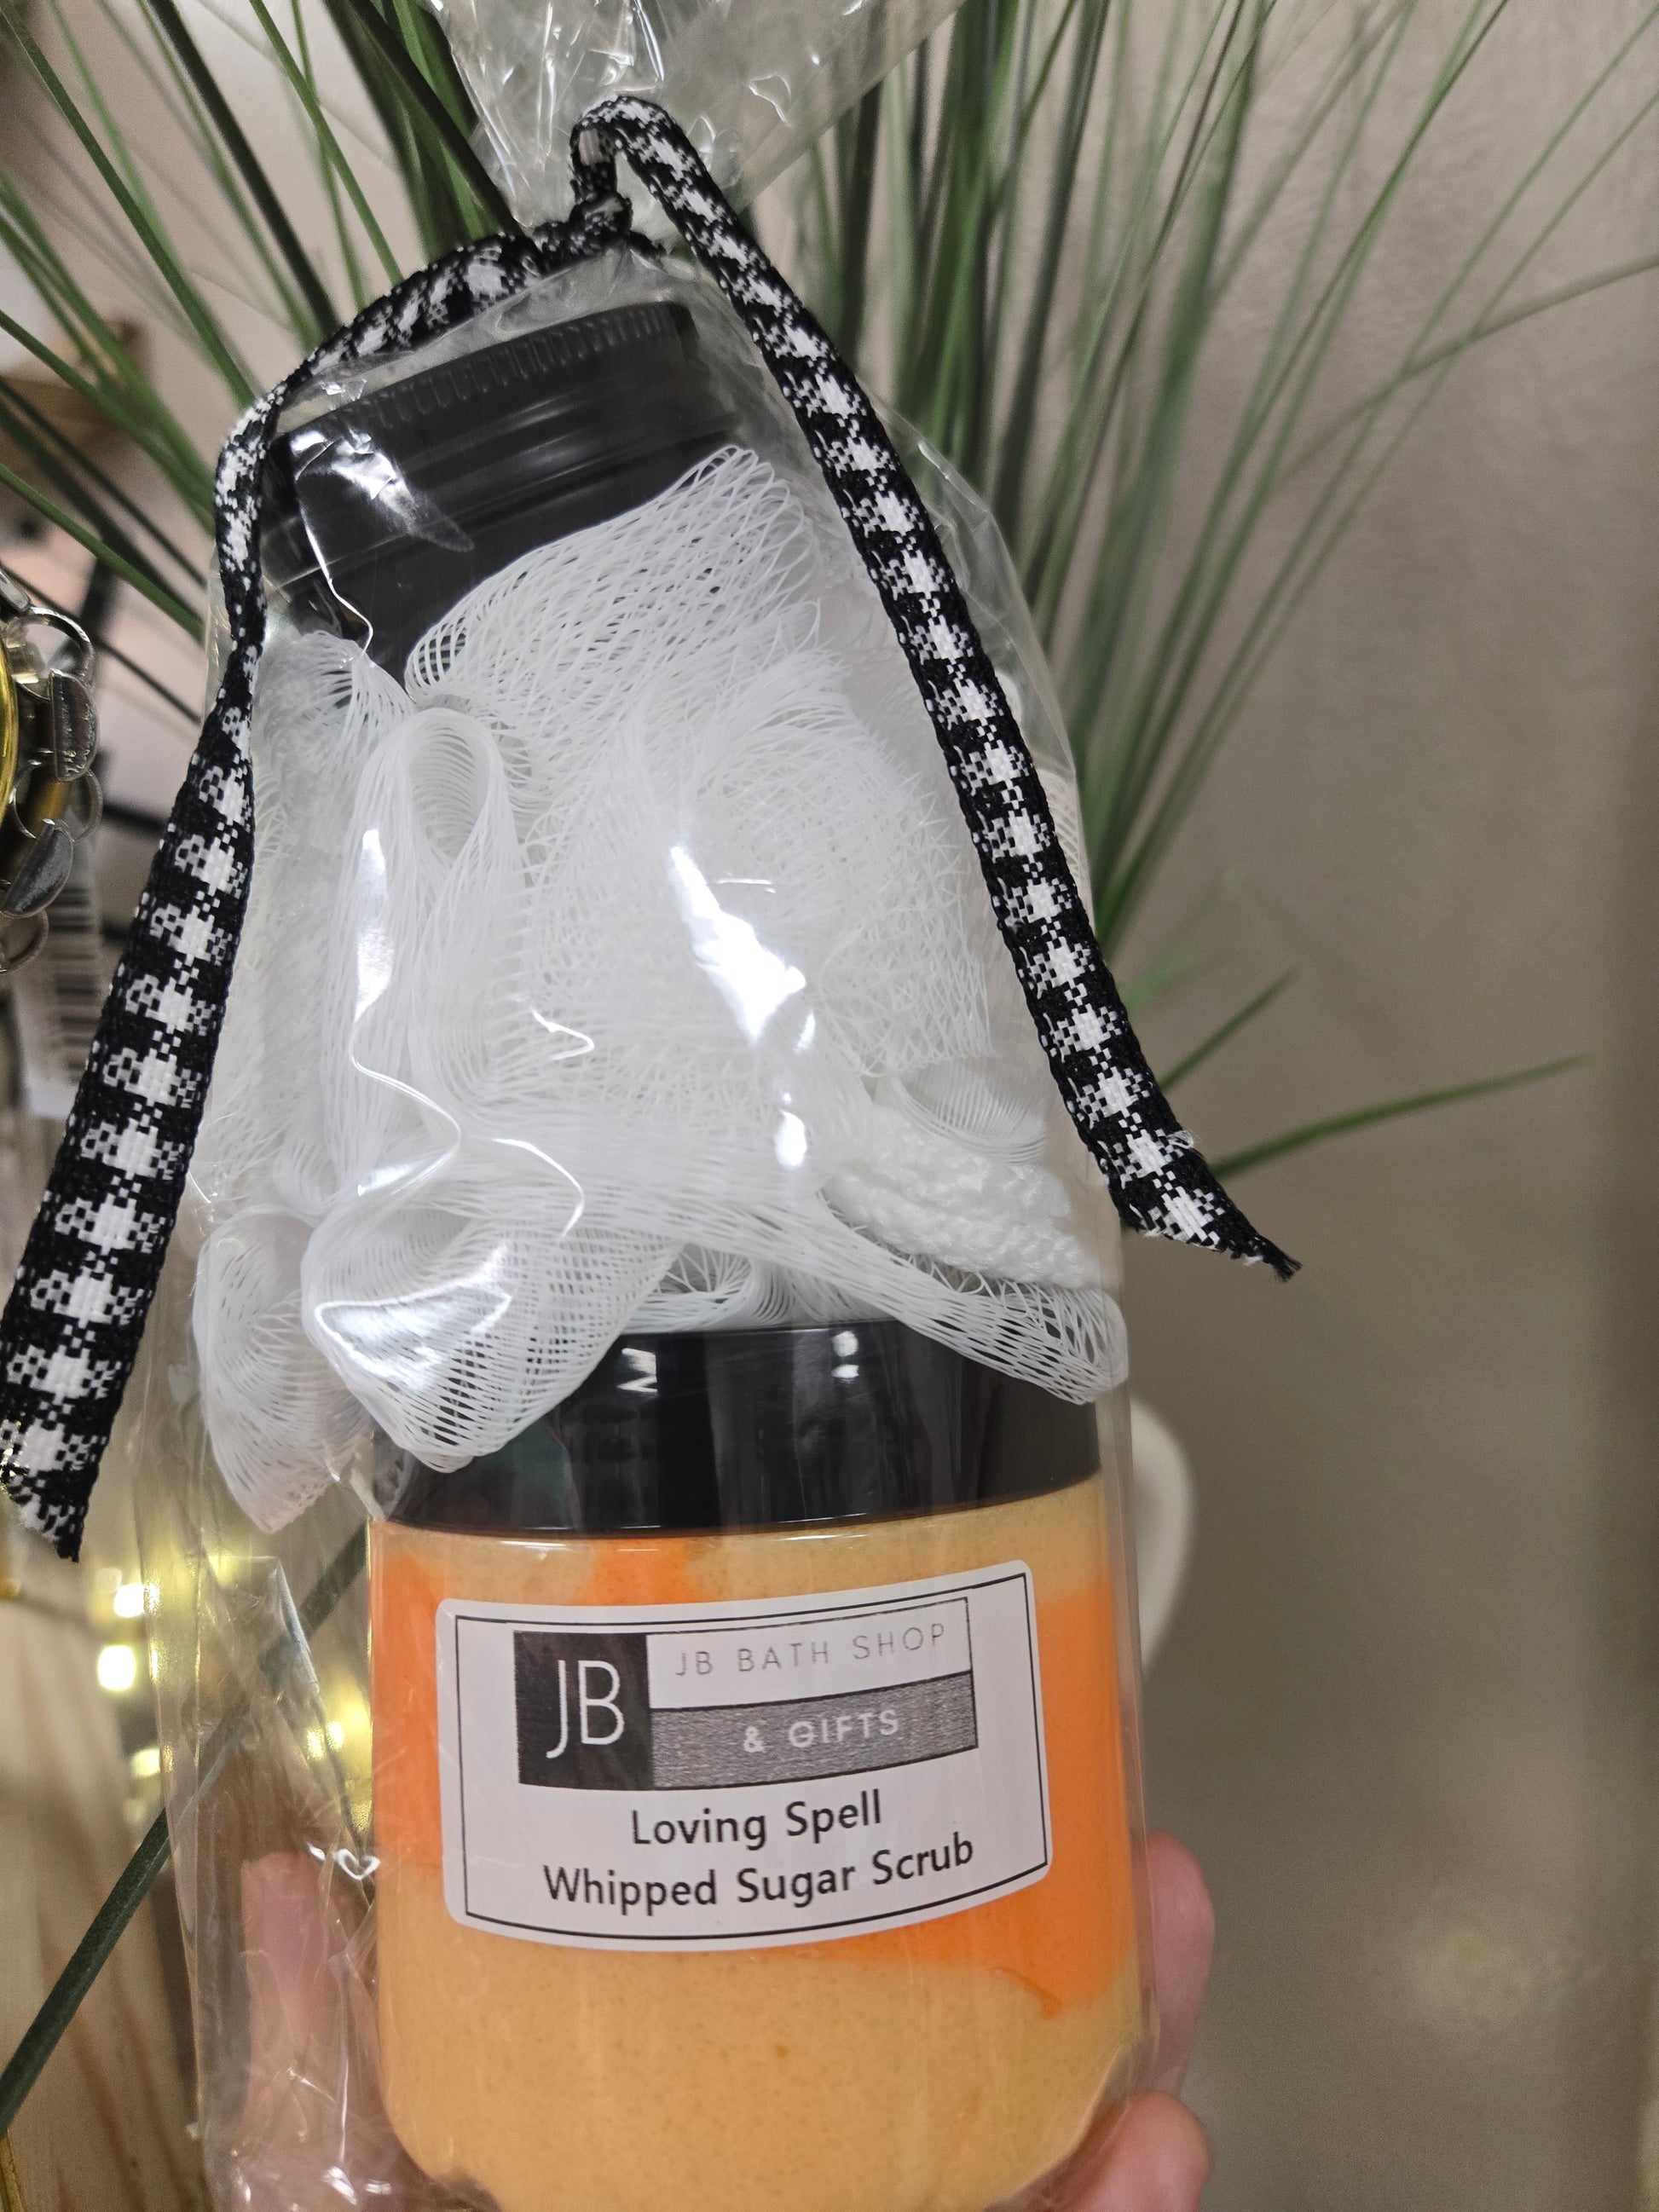 JB
JB BATH SHOP
& GIFTS
Loving Spell
Whipped Sugar Scrub